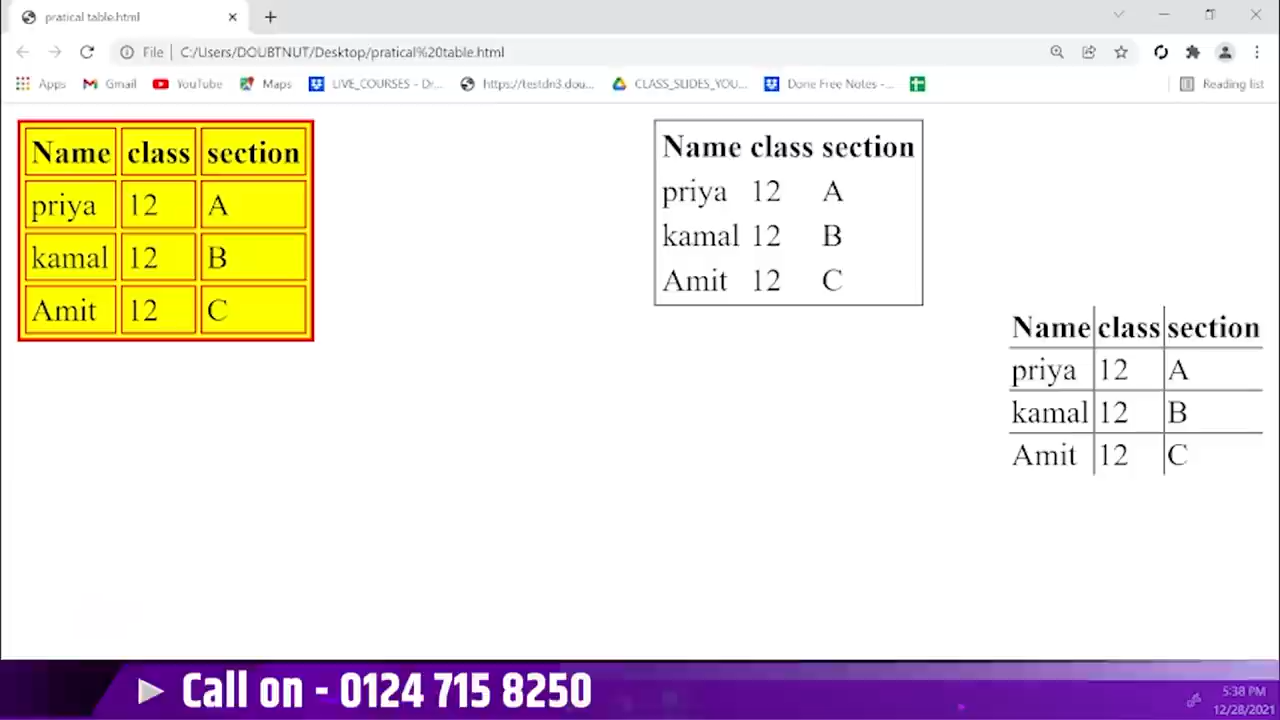 pratical table.html
File C:/Users/DOUBTNUT/Desktop/pratical%20table.html
Apps Gmail YouTube Maps LIVE_COURSES - Dr... https://testdn3.dou... CLASS_SLIDES_YOU... Done Free Notes -... Reading list
Name class section
priya 12 A
kamal 12 B
Amit 12 C
Name class section
priya 12 A
kamal 12 B
Amit 12 C
Name class section
priya 12 A
kamal 12 B
Amit 12 C
Call on - 0124 715 8250
5:38 PM
12/28/2021